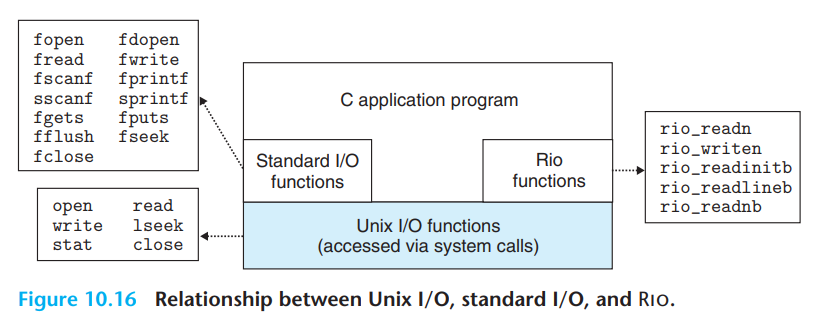 fopen fdopen
fread fwrite
fscanf fprintf
sscanf sprintf
fgets fputs
fflush fseek
fclose
C application program
Standard I/O
functions
Rio
functions
rio_readn
rio_writen
rio_readinitb
rio_readlineb
rio_readnb
open read
write lseek
stat close
Unix I/O functions
(accessed via system calls)
Figure 10.16 Relationship between Unix I/O, standard I/O, and RIO.